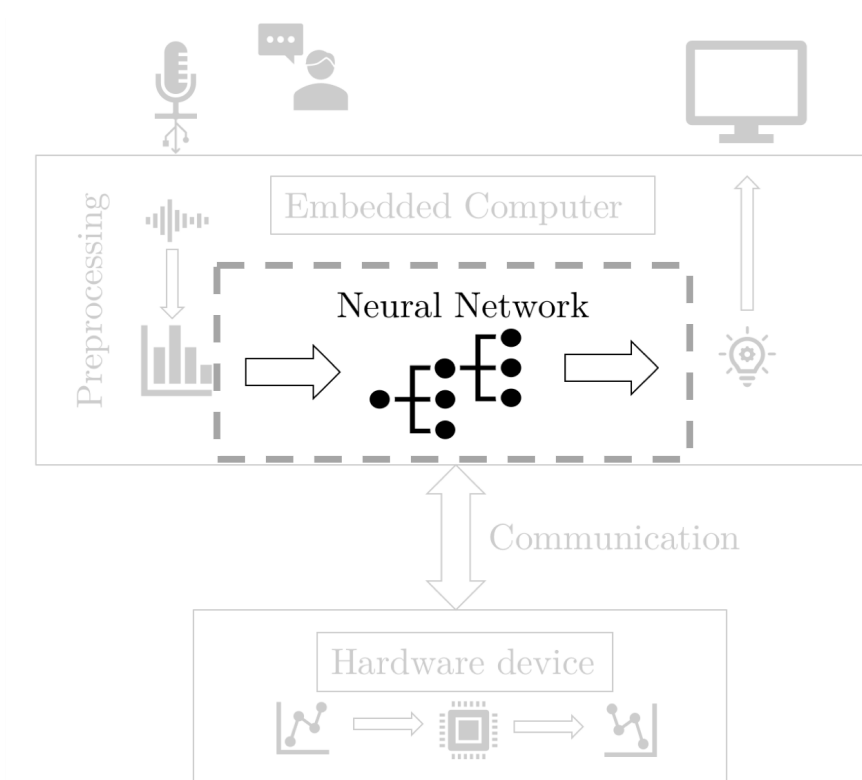 Embedded Computer
Preprocessing
Neural Network
Communication
Hardware device